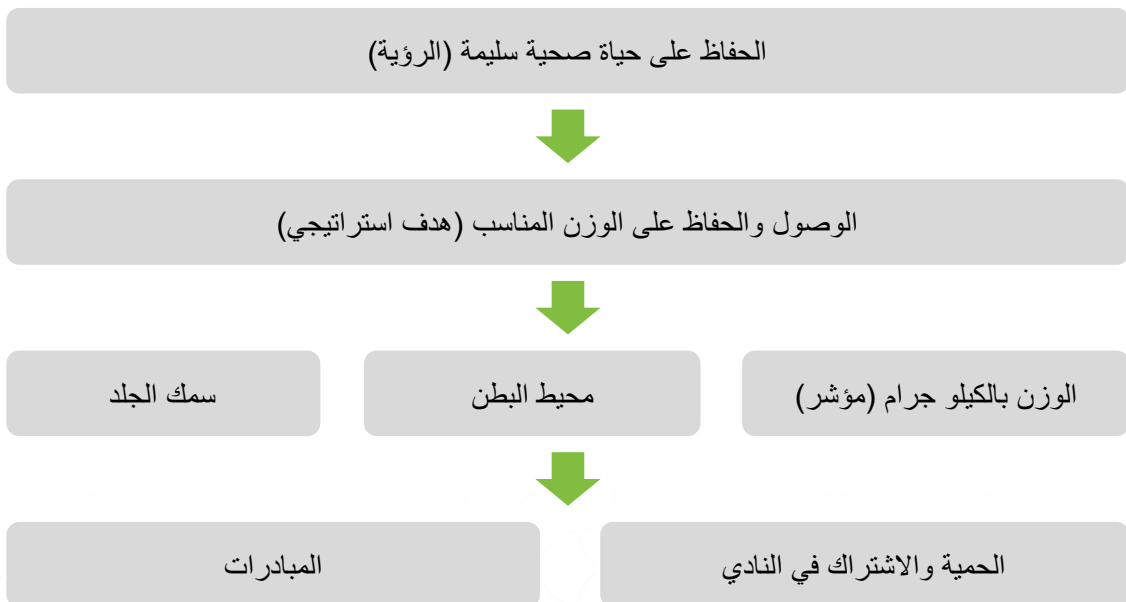 الحفاظ على حياة صحية سليمة (الرؤية)
الوصول والحفاظ على الوزن المناسب (هدف استراتيجي)
الوزن بالكيلو جرام (مؤشر)
محيط البطن
سمك الجلد
الحمية والاشتراك في النادي
المبادرات